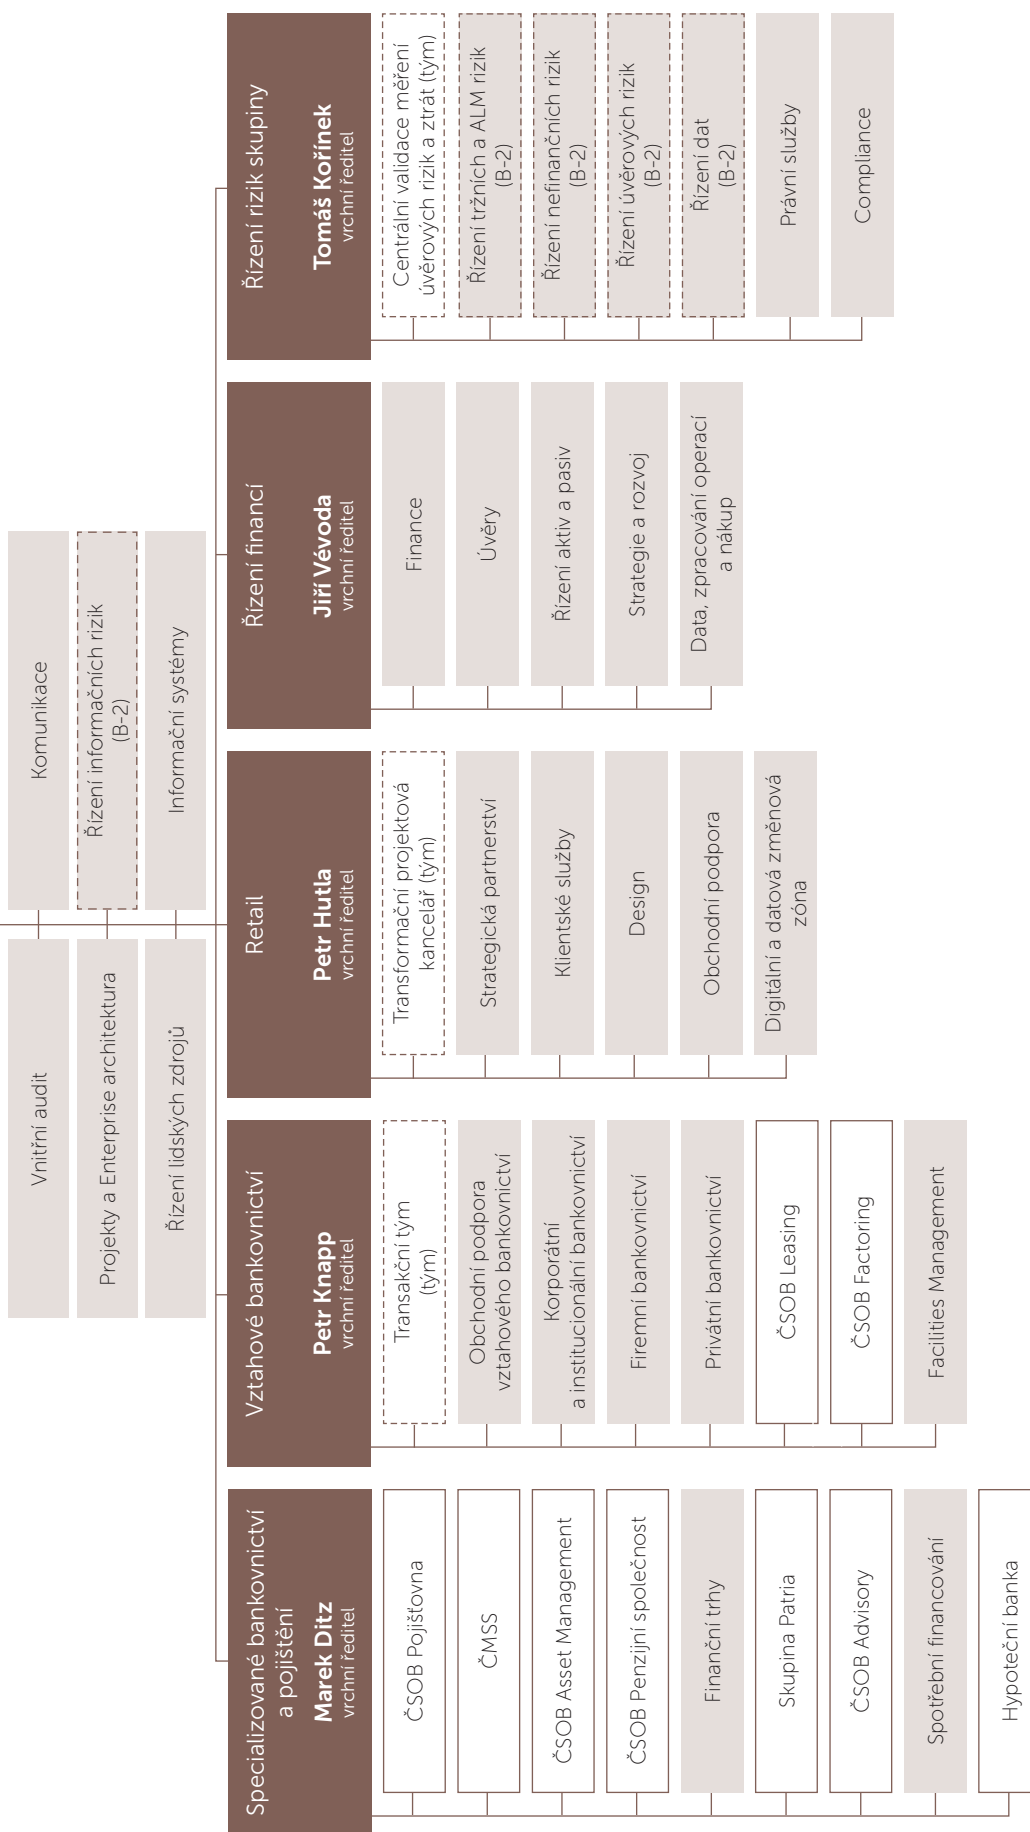 Vnitřní audit
Komunikace
Projekty a Enterprise architektura
Řízení informačních rizik
(B-2)
Řízení lidských zdrojů
Informační systémy
Specializované bankovnictví
a pojištění
Marek Ditz
vrchní ředitel
ČSOB Pojišťovna
ČMSS
ČSOB Asset Management
ČSOB Penzijní společnost
Finanční trhy
Skupina Patria
ČSOB Advisory
Spotřební financování
Hypoteční banka
Vztahové bankovnictví
Petr Knapp
vrchní ředitel
Transakční tým
(tým)
Obchodní podpora
vztahového bankovnictví
Korporátní
a institucionální bankovnictví
Firemní bankovnictví
Privátní bankovnictví
ČSOB Leasing
ČSOB Factoring
Facilities Management
Retail
Petr Hutla
vrchní ředitel
Transformační projektová
kancelář (tým)
Strategická partnerství
Klientské služby
Design
Obchodní podpora
Digitální a datová změnová
zóna
Řízení financí
Jiří Vévoda
vrchní ředitel
Finance
Úvěry
Řízení aktiv a pasiv
Strategie a rozvoj
Data, zpracování operací
a nákup
Řízení rizik skupiny
Tomáš Kořínek
vrchní ředitel
Centrální validace měření
úvěrových rizik a ztrát (tým)
Řízení tržních a ALM rizik
(B-2)
Řízení nefinančních rizik
(B-2)
Řízení úvěrových rizik
(B-2)
Řízení dat
(B-2)
Právní služby
Compliance